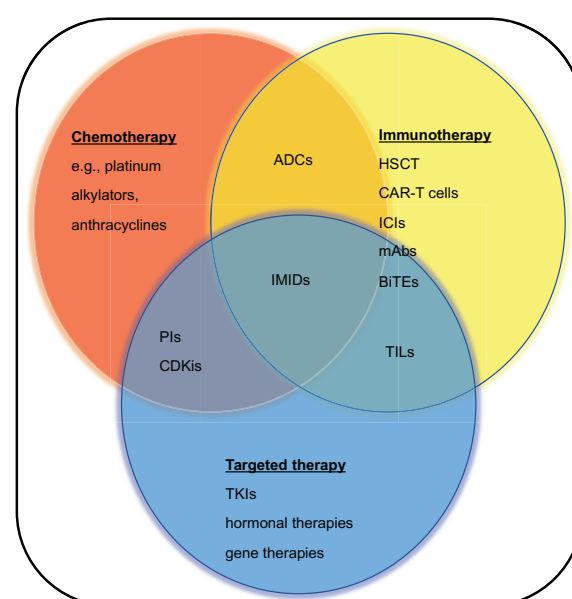 Chemotherapy
e.g., platinum
alkylators,
anthracyclines
ADCs
Immunotherapy
HSCT
CAR-T cells
ICIs
mAbs
BiTEs
IMIDs
PIs
CDKis
TILs
Targeted therapy
TKIs
hormonal therapies
gene therapies